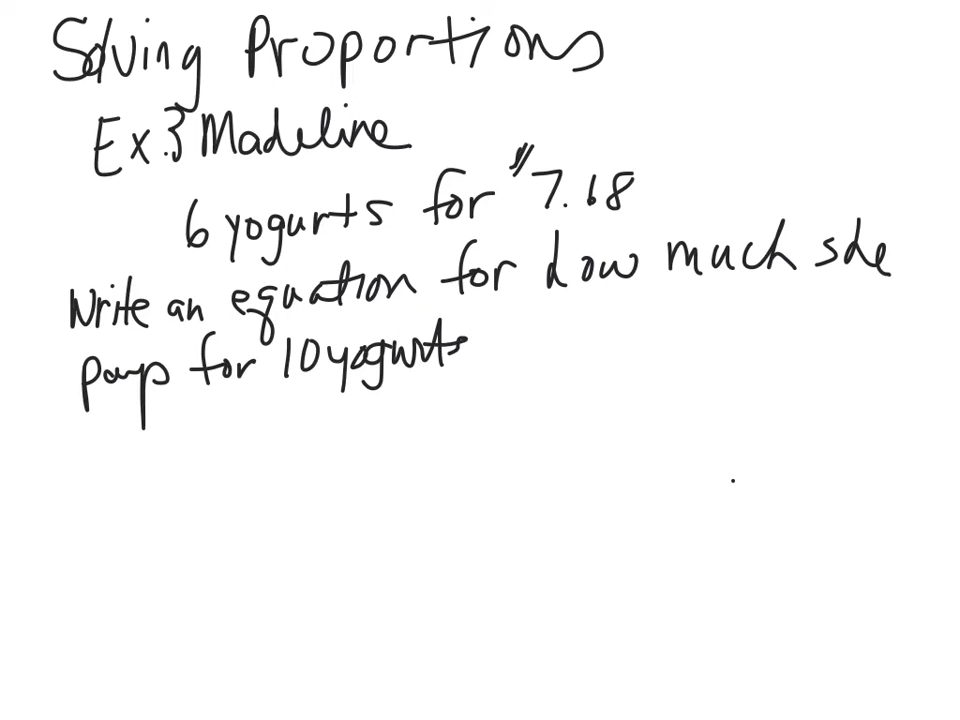 Solving Proportions
Ex.3 Madeline
6 yogurts for $7.68
Write an equation for how much she
pays for 10 yogurts